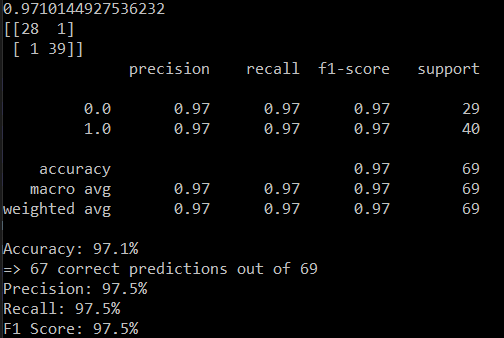 0.9710144927536232
[[28  1]
 [ 1 39]]
              precision    recall  f1-score   support

         0.0       0.97      0.97      0.97        29
         1.0       0.97      0.97      0.97        40

    accuracy                           0.97        69
   macro avg       0.97      0.97      0.97        69
weighted avg       0.97      0.97      0.97        69

Accuracy: 97.1%
=> 67 correct predictions out of 69
Precision: 97.5%
Recall: 97.5%
F1 Score: 97.5%